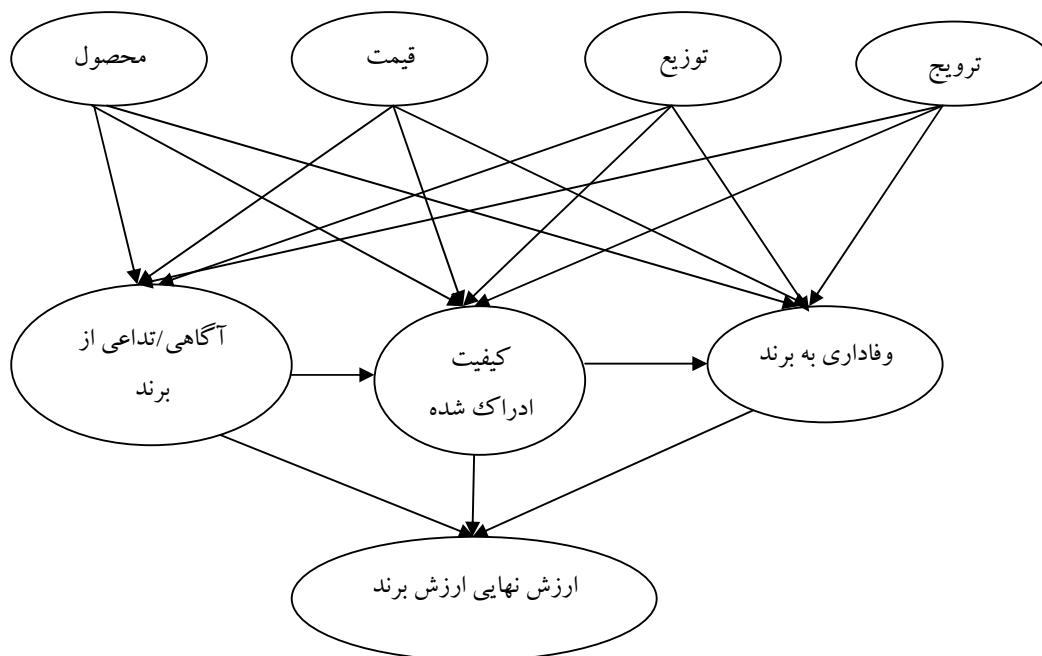 محصول
قیمت
توزیع
ترویج
آگاهی/تداعی از
برند
کیفیت
ادراک شده
وفاداری به برند
ارزش نهایی ارزش برند